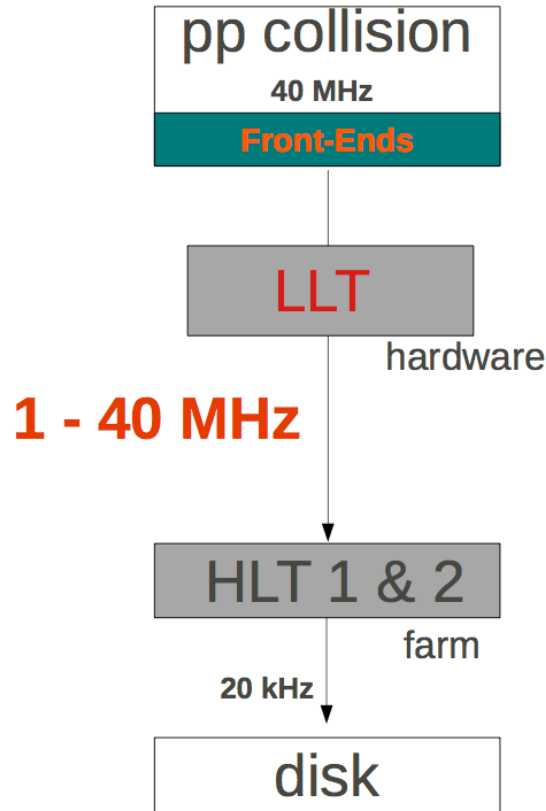 pp collision
40 MHz
Front-Ends
LLT
hardware
1 - 40 MHz
HLT 1 & 2
farm
20 kHz
disk